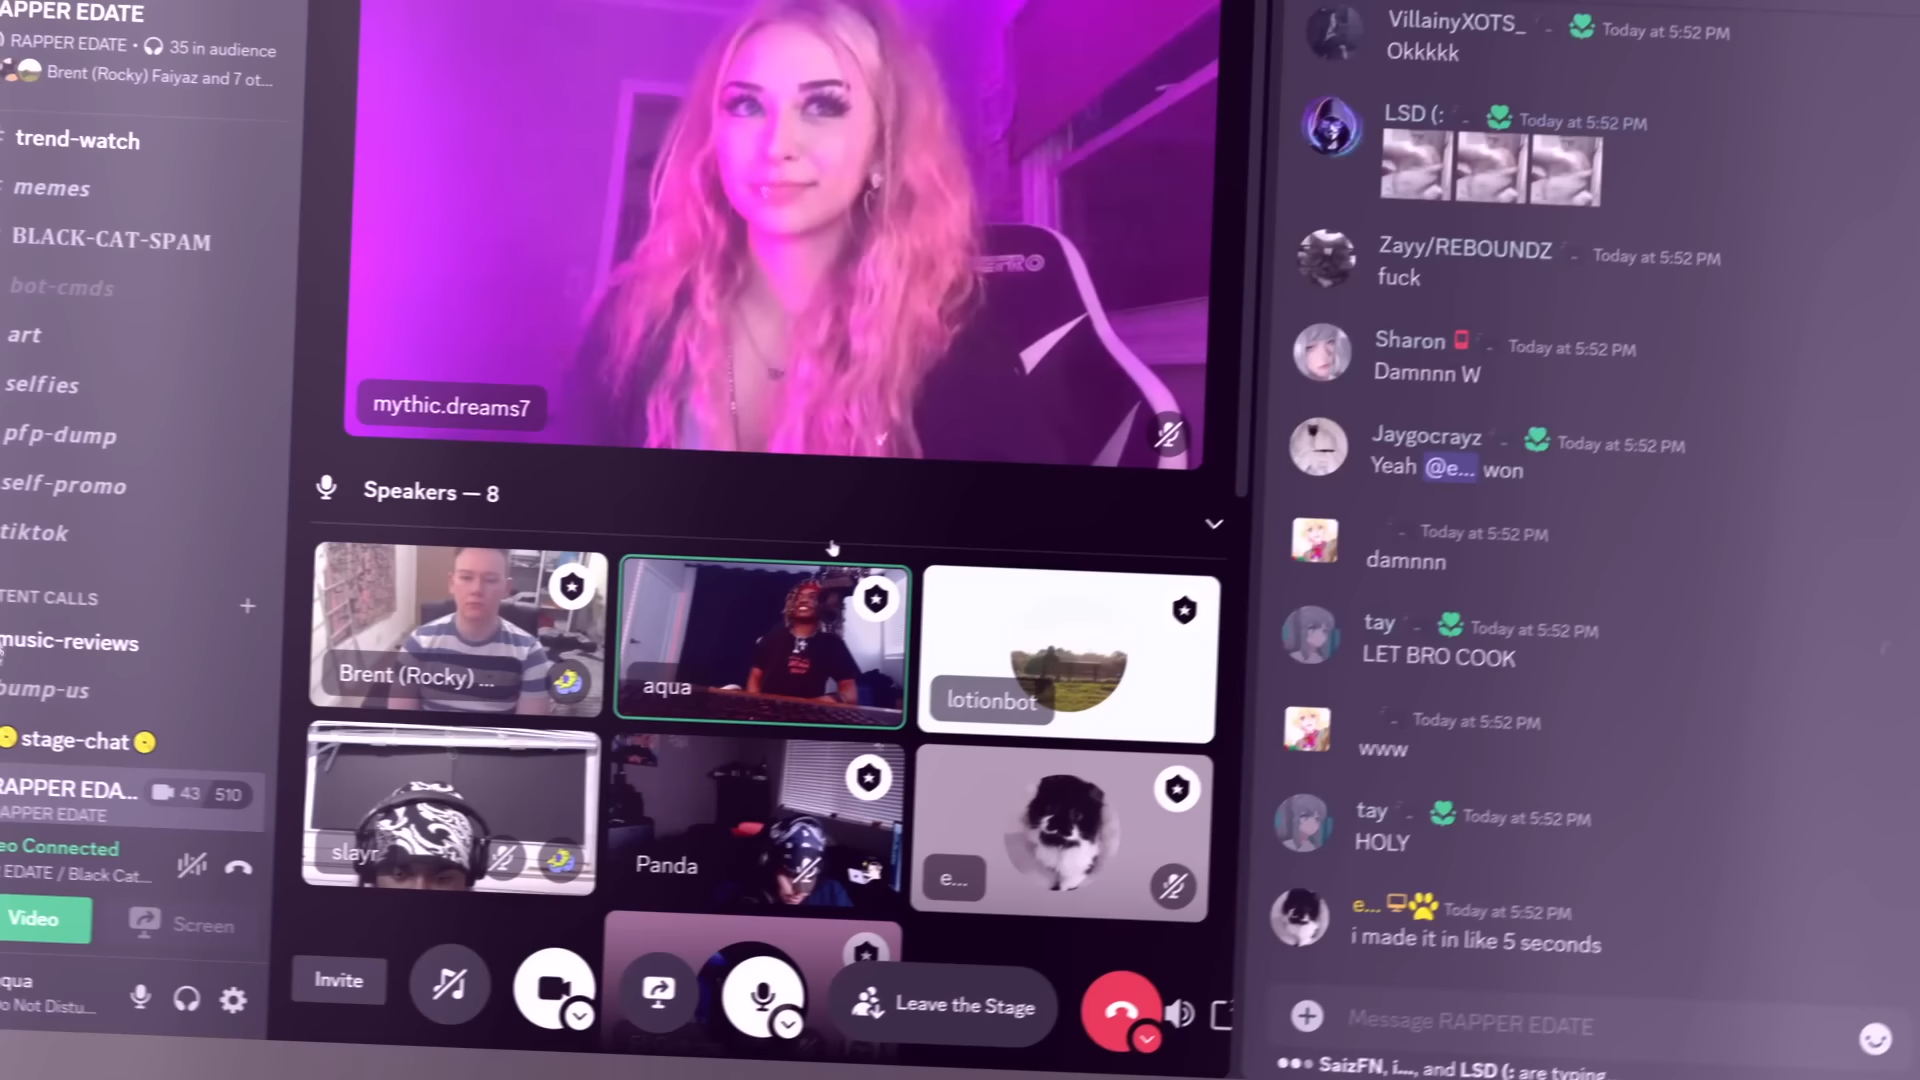 APPER EDATE
RAPPER EDATE • 35 in audience
Brent (Rocky) Faiyaz and 7 ot...
trend-watch
memes
BLACK-CAT-SPAM
bot-cmds
art
selfies
pfp-dump
self-promo
tiktok
TENT CALLS
music-reviews
bump-us
stage-chat
RAPPER EDA... 43 510
APPER EDATE
eo Connected
EDATE / Black Cat...
Video
Screen
qua
o Not Distu...
mythic.dreams7
Speakers — 8
Brent (Rocky) ...
aqua
lotionbot
slayr
Panda
e...
Invite
Leave the Stage
VillainyXOTS_ Today at 5:52 PM
Okkkkk
LSD (: Today at 5:52 PM
Zayy/REBOUNDZ Today at 5:52 PM
fuck
Sharon Today at 5:52 PM
Damnnn W
Jaygocrayz Today at 5:52 PM
Yeah @e... won
Today at 5:52 PM
damnnn
tay Today at 5:52 PM
LET BRO COOK
Today at 5:52 PM
www
tay Today at 5:52 PM
HOLY
e... Today at 5:52 PM
i made it in like 5 seconds
Message RAPPER EDATE
SaizFN, i..., and LSD (: are typing